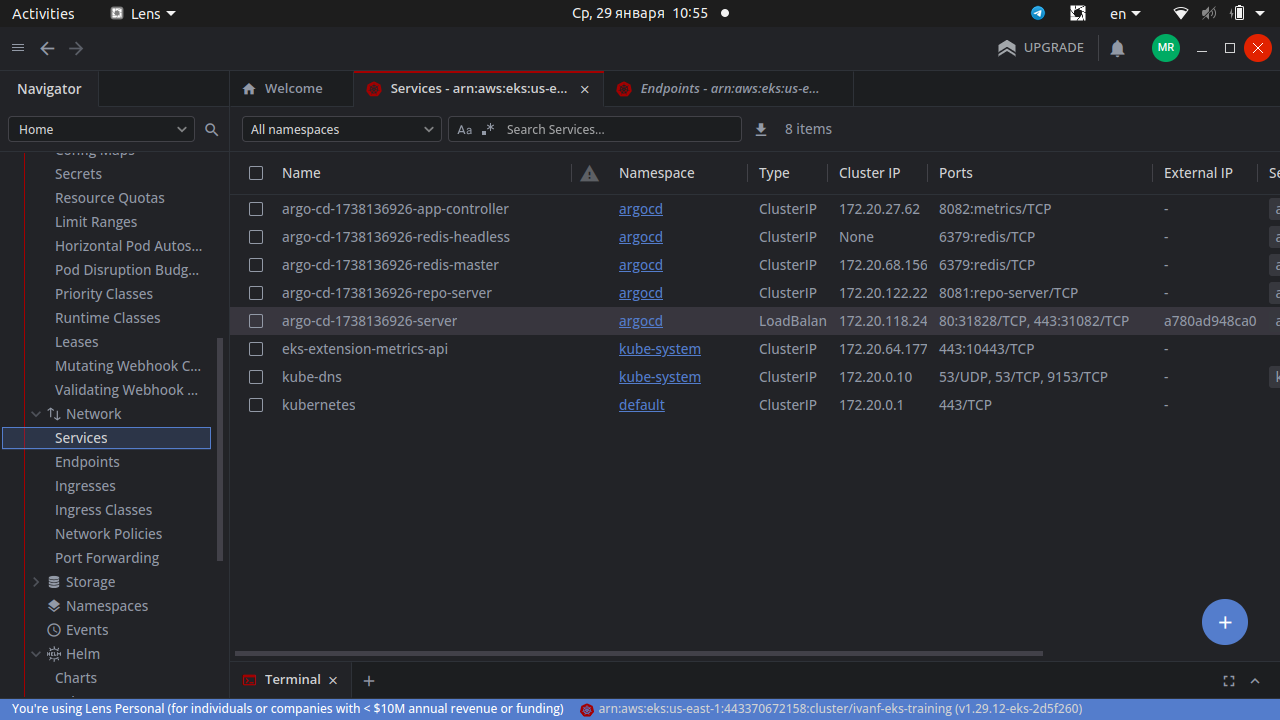 Activities Lens Ср, 29 января 10:55 en
UPGRADE MR
Navigator Welcome Services - arn:aws:eks:us-e... Endpoints - arn:aws:eks:us-e...
Home All namespaces Aa .* Search Services... 8 items
Config Maps
Secrets
Resource Quotas
Limit Ranges
Horizontal Pod Autos...
Pod Disruption Budg...
Priority Classes
Runtime Classes
Leases
Mutating Webhook C...
Validating Webhook ...
Network
Services
Endpoints
Ingresses
Ingress Classes
Network Policies
Port Forwarding
Storage
Namespaces
Events
Helm
Charts
Name Namespace Type Cluster IP Ports External IP Se
argo-cd-1738136926-app-controller argocd ClusterIP 172.20.27.62 8082:metrics/TCP -
argo-cd-1738136926-redis-headless argocd ClusterIP None 6379:redis/TCP -
argo-cd-1738136926-redis-master argocd ClusterIP 172.20.68.156 6379:redis/TCP -
argo-cd-1738136926-repo-server argocd ClusterIP 172.20.122.22 8081:repo-server/TCP -
argo-cd-1738136926-server argocd LoadBalan 172.20.118.24 80:31828/TCP, 443:31082/TCP a780ad948ca0
eks-extension-metrics-api kube-system ClusterIP 172.20.64.177 443:10443/TCP -
kube-dns kube-system ClusterIP 172.20.0.10 53/UDP, 53/TCP, 9153/TCP -
kubernetes default ClusterIP 172.20.0.1 443/TCP -
Terminal
You're using Lens Personal (for individuals or companies with < $10M annual revenue or funding) arn:aws:eks:us-east-1:443370672158:cluster/ivanf-eks-training (v1.29.12-eks-2d5f260)